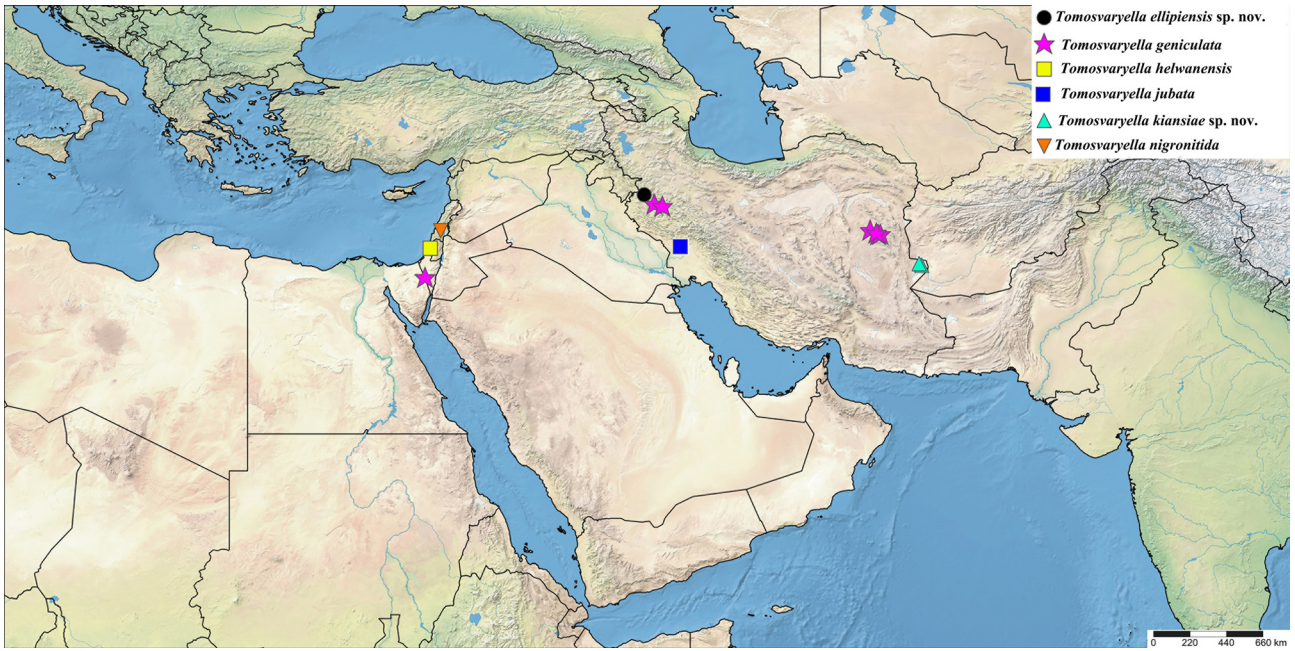 Tomosvaryella ellipiensis sp. nov.
Tomosvaryella geniculata
Tomosvaryella helwanensis
Tomosvaryella jubata
Tomosvaryella kiansiae sp. nov.
Tomosvaryella nigronitida
0 220 440 660 km